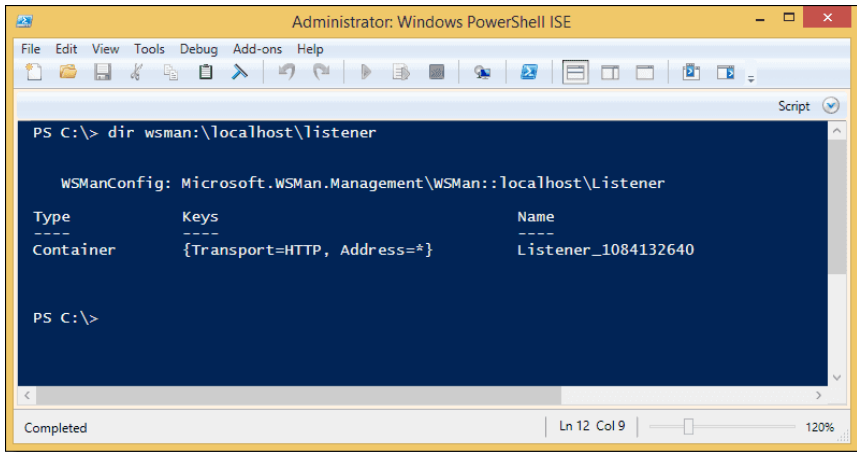 Administrator: Windows PowerShell ISE
File Edit View Tools Debug Add-ons Help
Script
PS C:\> dir wsman:\localhost\listener
WSManConfig: Microsoft.WSMan.Management\WSMan::localhost\Listener
Type Keys Name
---- ---- ----
Container {Transport=HTTP, Address=*} Listener_1084132640
PS C:\>
Completed Ln 12 Col 9 120%